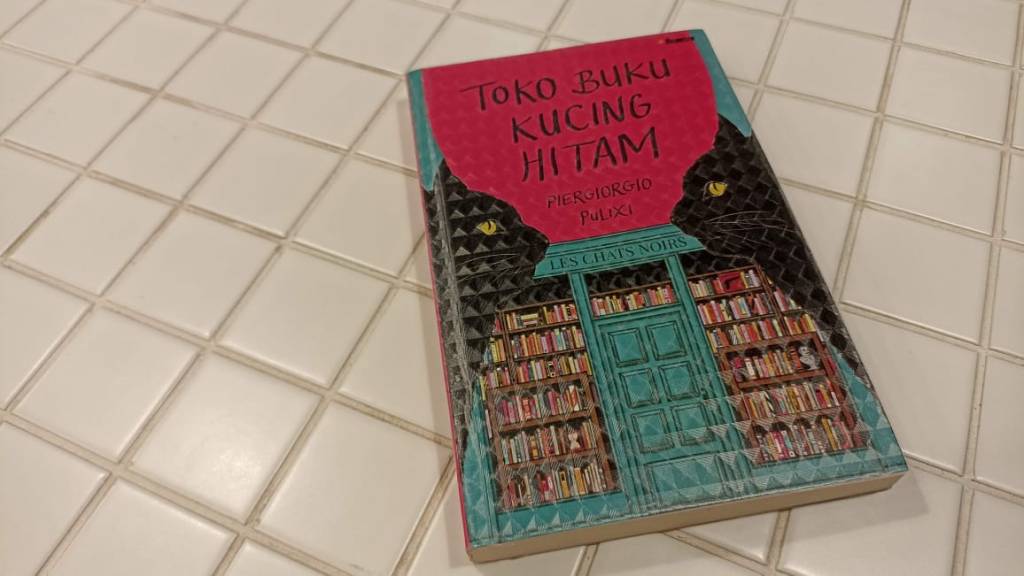 TOKO BUKU
KUCING
HITAM
PIERGIORGIO
PULIXI
LES CHATS NOIRS